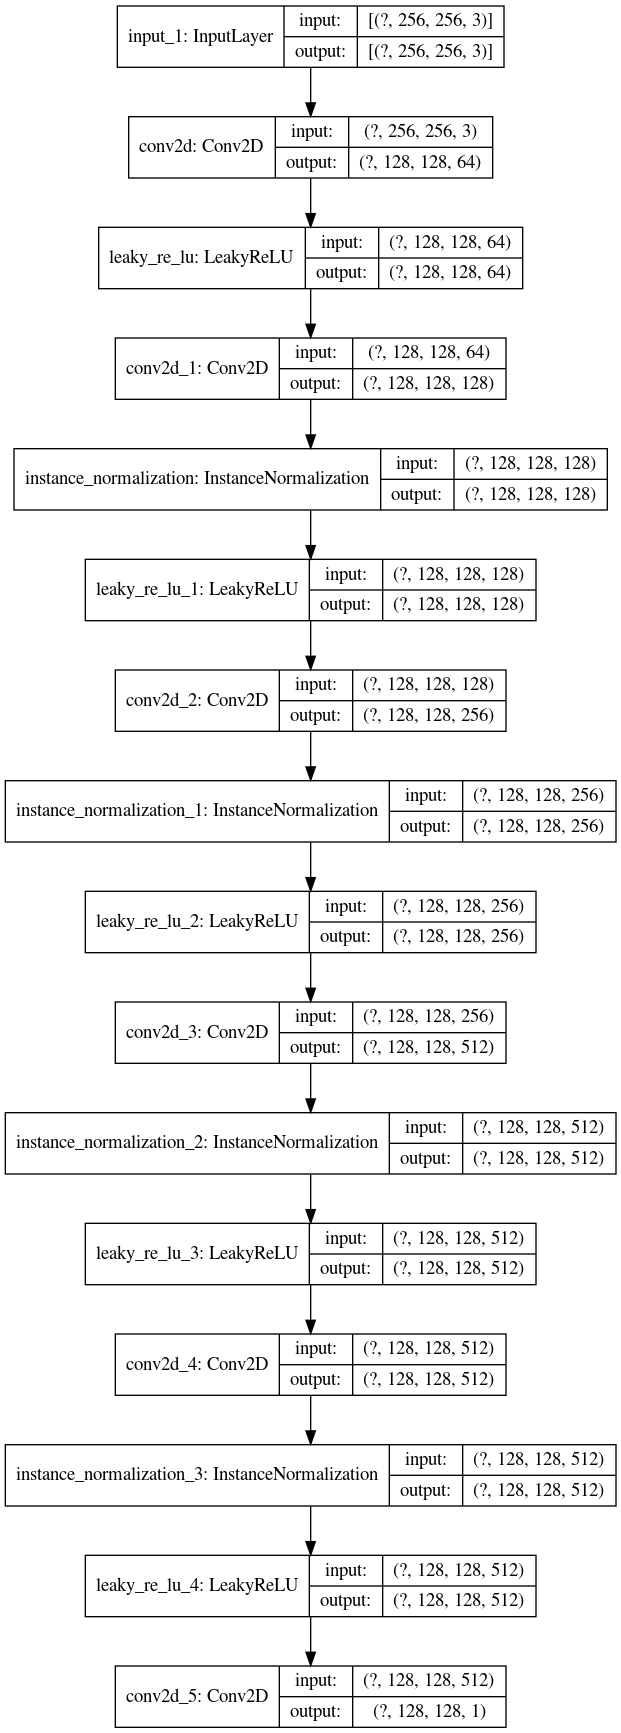 input_1: InputLayer
input: [(?, 256, 256, 3)]
output: [(?, 256, 256, 3)]
conv2d: Conv2D
input: (?, 256, 256, 3)
output: (?, 128, 128, 64)
leaky_re_lu: LeakyReLU
input: (?, 128, 128, 64)
output: (?, 128, 128, 64)
conv2d_1: Conv2D
input: (?, 128, 128, 64)
output: (?, 128, 128, 128)
instance_normalization: InstanceNormalization
input: (?, 128, 128, 128)
output: (?, 128, 128, 128)
leaky_re_lu_1: LeakyReLU
input: (?, 128, 128, 128)
output: (?, 128, 128, 128)
conv2d_2: Conv2D
input: (?, 128, 128, 128)
output: (?, 128, 128, 256)
instance_normalization_1: InstanceNormalization
input: (?, 128, 128, 256)
output: (?, 128, 128, 256)
leaky_re_lu_2: LeakyReLU
input: (?, 128, 128, 256)
output: (?, 128, 128, 256)
conv2d_3: Conv2D
input: (?, 128, 128, 256)
output: (?, 128, 128, 512)
instance_normalization_2: InstanceNormalization
input: (?, 128, 128, 512)
output: (?, 128, 128, 512)
leaky_re_lu_3: LeakyReLU
input: (?, 128, 128, 512)
output: (?, 128, 128, 512)
conv2d_4: Conv2D
input: (?, 128, 128, 512)
output: (?, 128, 128, 512)
instance_normalization_3: InstanceNormalization
input: (?, 128, 128, 512)
output: (?, 128, 128, 512)
leaky_re_lu_4: LeakyReLU
input: (?, 128, 128, 512)
output: (?, 128, 128, 512)
conv2d_5: Conv2D
input: (?, 128, 128, 512)
output: (?, 128, 128, 1)